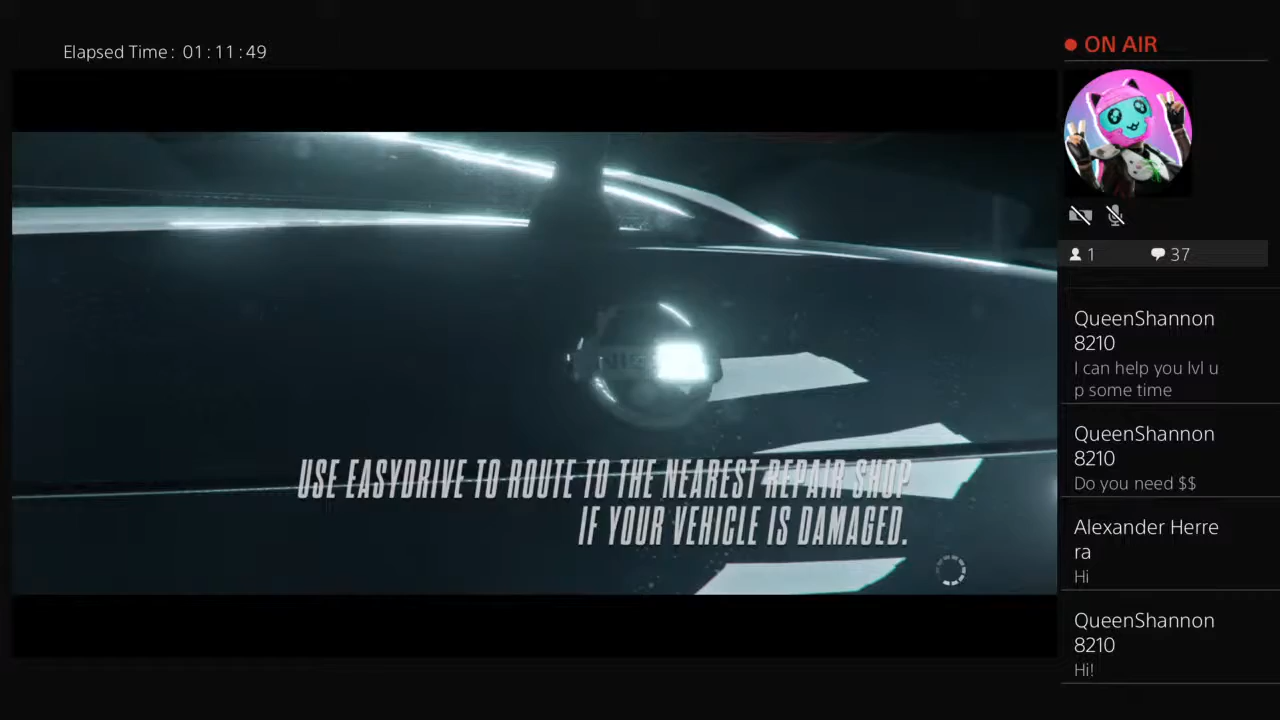 Elapsed Time: 01:11:49
ON AIR
1 37
QueenShannon
8210
I can help you lvl u
p some time
QueenShannon
8210
Do you need $$
Alexander Herre
ra
Hi
QueenShannon
8210
Hi!
USE EASYDRIVE TO ROUTE TO THE NEAREST REPAIR SHOP
IF YOUR VEHICLE IS DAMAGED.